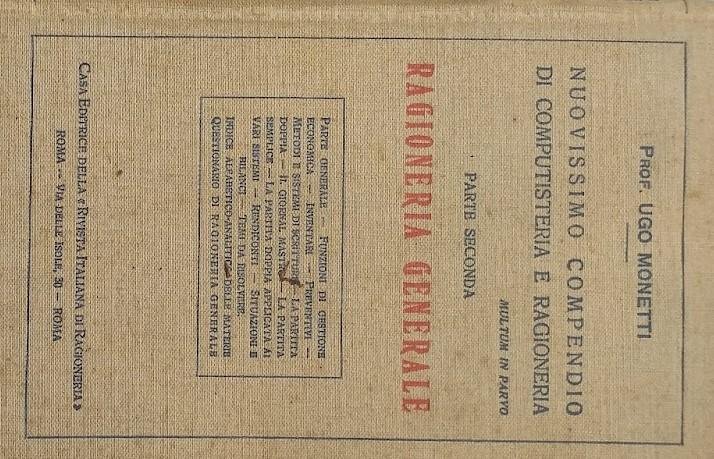 PROF. UGO MONETTI
NUOVISSIMO COMPENDIO
DI COMPUTISTERIA E RAGIONERIA
MULTUM IN PARVO
PARTE SECONDA
RAGIONERIA GENERALE
PARTE GENERALE — FUNZIONI DI GESTIONE
ECONOMICA — INVENTARI — PREVENTIVI —
METODI E SISTEMI DI SCRITTURE — LA PARTITA
DOPPIA — IL GIORNAL MASTRO — LA PARTITA
SEMPLICE — LA PARTITA DOPPIA APPLICATA AI
VARI SISTEMI — RENDICONTI — SITUAZIONI E
BILANCI — TEMI DA RISOLVERE.
INDICE ALFABETICO-ANALITICO DELLE MATERIE
QUESTIONARIO DI RAGIONERIA GENERALE
CASA EDITRICE DELLA « RIVISTA ITALIANA DI RAGIONERIA »
ROMA — VIA DELLE ISOLE, 30 — ROMA